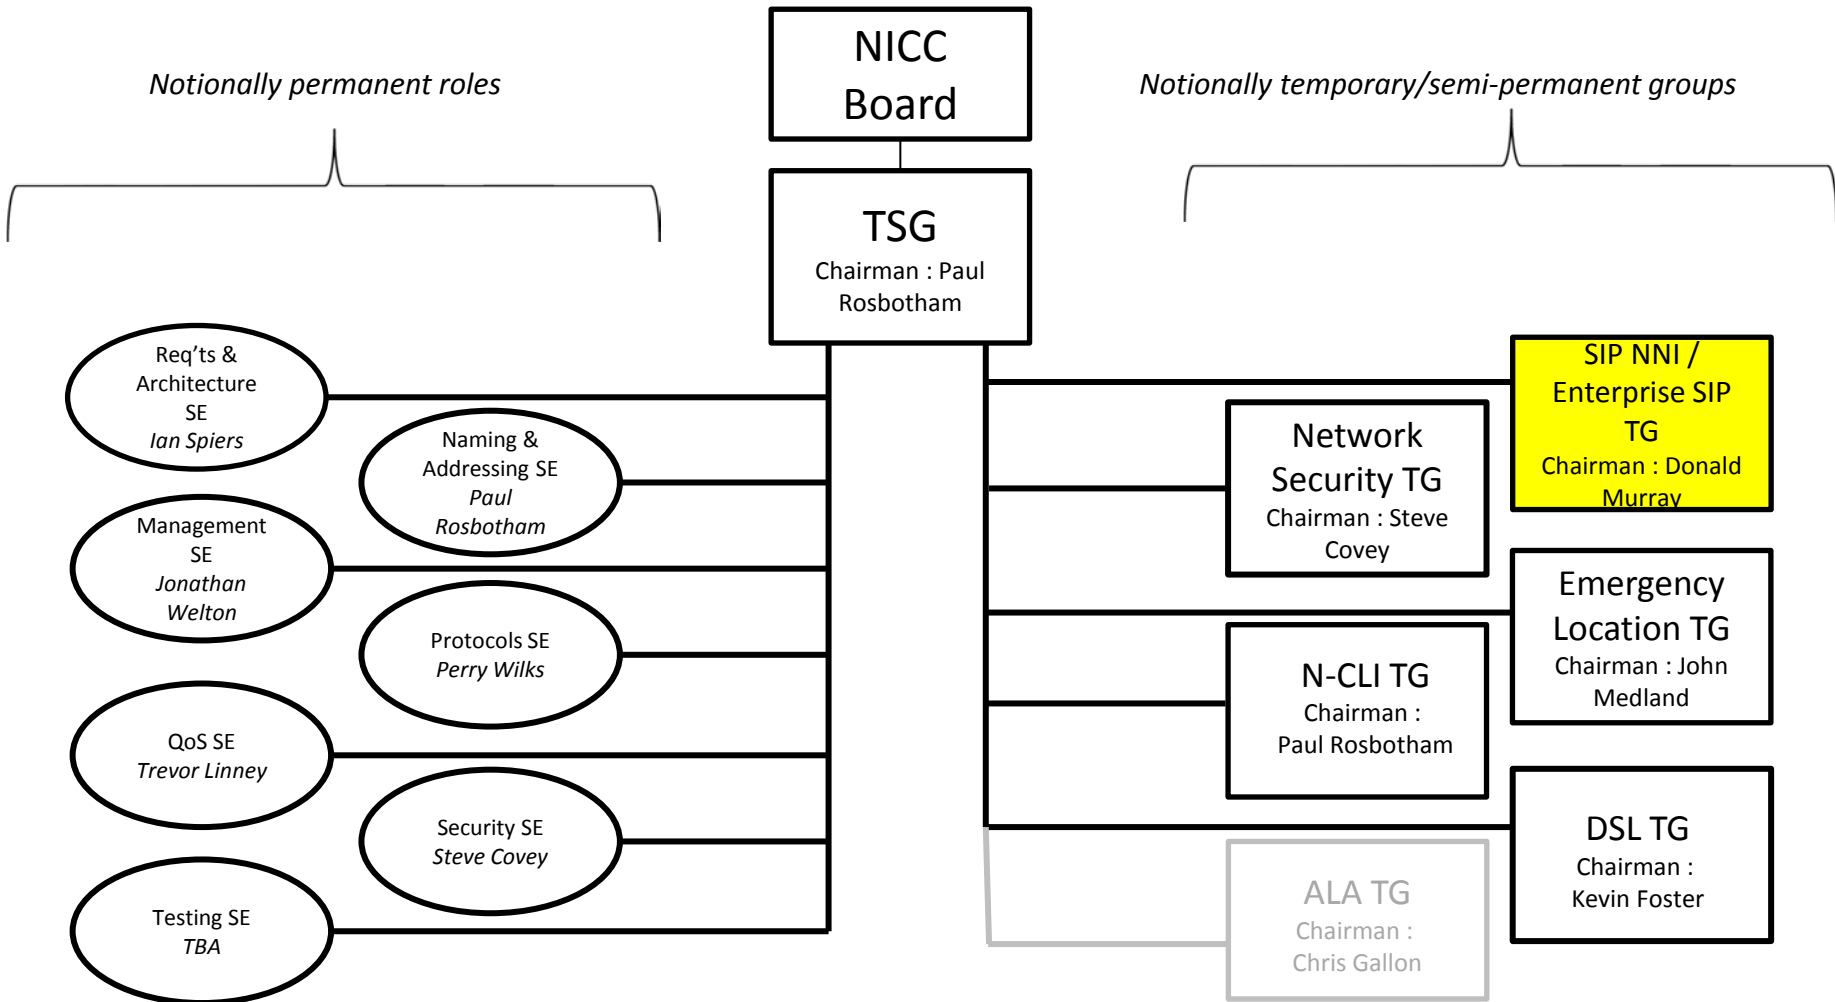 NICC
Board
Notionally permanent roles
Notionally temporary/semi-permanent groups
TSG
Chairman : Paul
Rosbotham
Req’ts &
Architecture
SE
Ian Spiers
Naming &
Addressing SE
Paul
Rosbotham
Management
SE
Jonathan
Welton
Protocols SE
Perry Wilks
QoS SE
Trevor Linney
Security SE
Steve Covey
Testing SE
TBA
SIP NNI /
Enterprise SIP
TG
Chairman : Donald
Murray
Network
Security TG
Chairman : Steve
Covey
Emergency
Location TG
Chairman : John
Medland
N-CLI TG
Chairman :
Paul Rosbotham
DSL TG
Chairman :
Kevin Foster
ALA TG
Chairman :
Chris Gallon